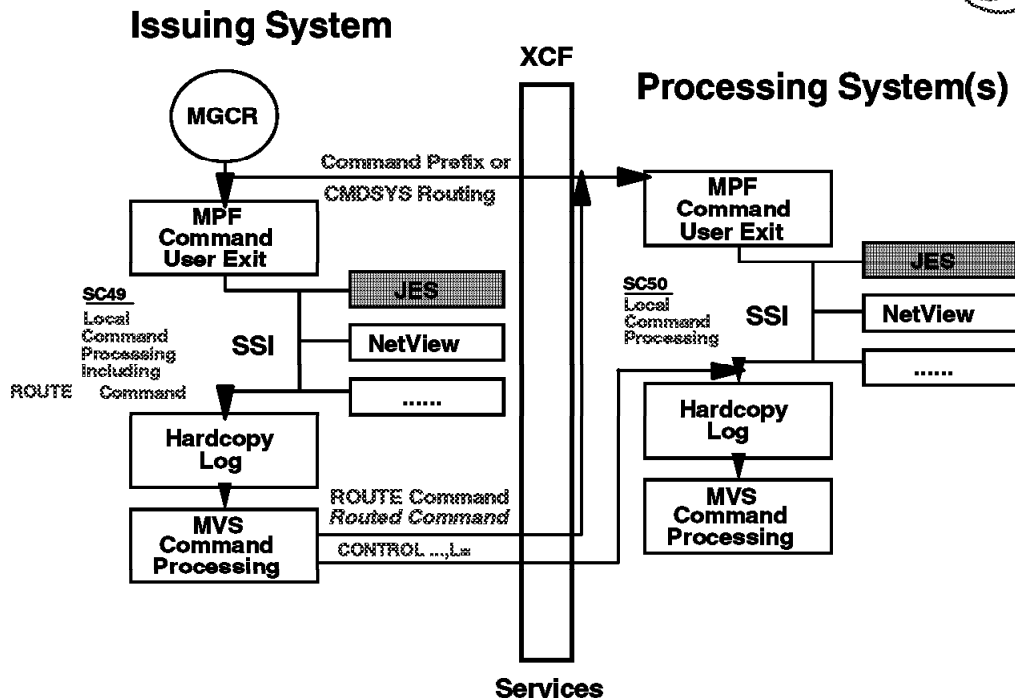 Issuing System
XCF
Processing System(s)
MGCR
Command Prefix or
CMDSYS Routing
MPF
Command
User Exit
MPF
Command
User Exit
SC49
Local
Command
Processing
Including
ROUTE Command
SSI
JES
NetView
......
SC50
Local
Command
Processing
SSI
JES
NetView
......
Hardcopy
Log
Hardcopy
Log
ROUTE Command
Routed Command
CONTROL ...,L=
MVS
Command
Processing
MVS
Command
Processing
Services